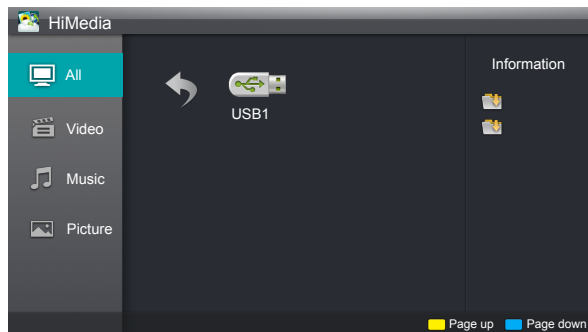 HiMedia
All
Video
Music
Picture
USB1
Information
Page up Page down